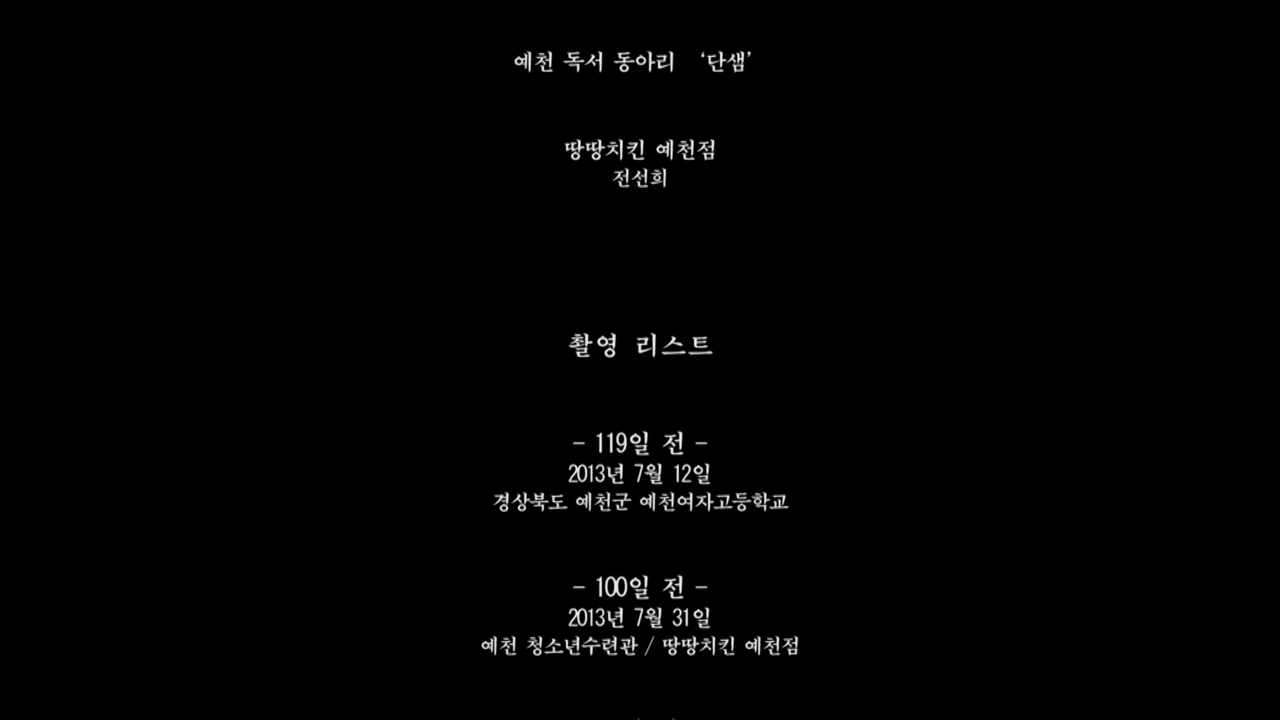 예천 독서 동아리 ‘단샘’
땅땅치킨 예천점
전선희
촬영 리스트
- 119일 전 -
2013년 7월 12일
경상북도 예천군 예천여자고등학교
- 100일 전 -
2013년 7월 31일
예천 청소년수련관 / 땅땅치킨 예천점